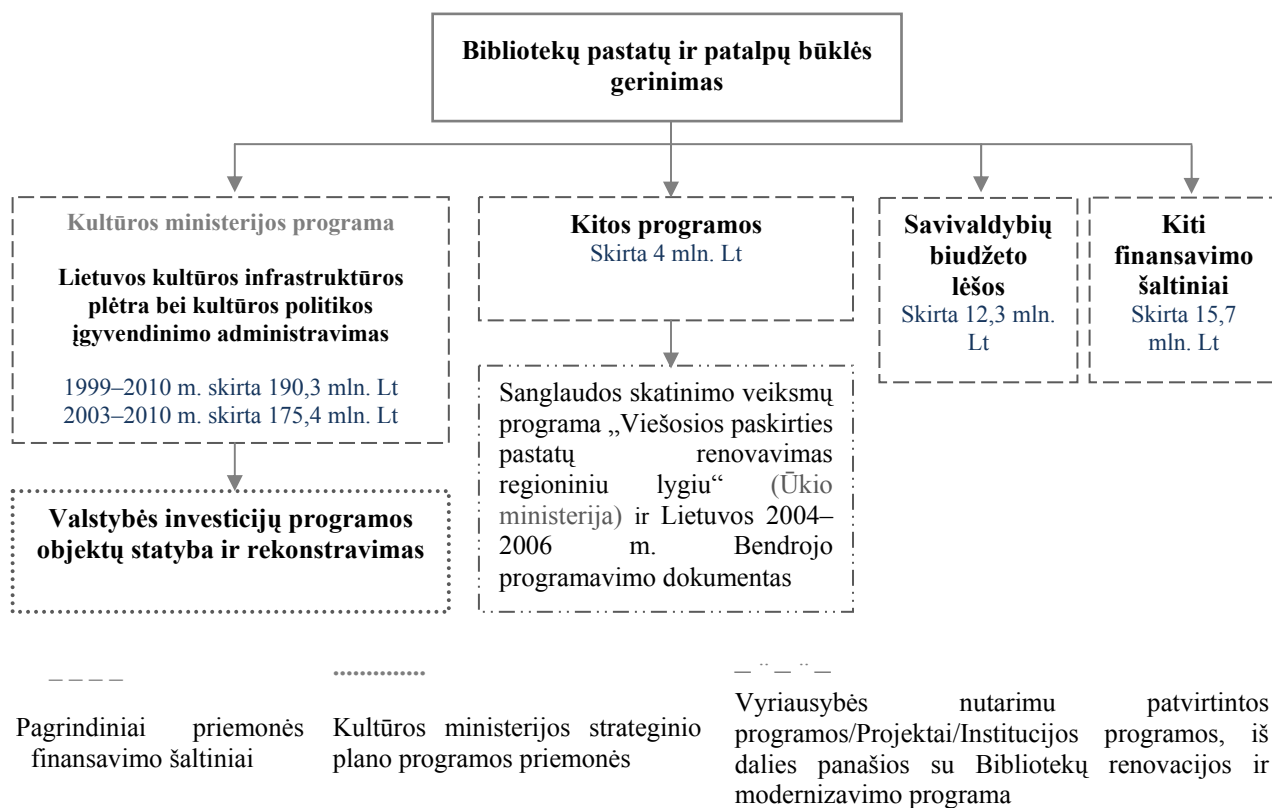 Bibliotekų pastatų ir patalpų būklės
gerinimas
Kultūros ministerijos programa
Lietuvos kultūros infrastruktūros
plėtra bei kultūros politikos
įgyvendinimo administravimas
1999–2010 m. skirta 190,3 mln. Lt
2003–2010 m. skirta 175,4 mln. Lt
Valstybės investicijų programos
objektų statyba ir rekonstravimas
Kitos programos
Skirta 4 mln. Lt
Sanglaudos skatinimo veiksmų
programa „Viešosios paskirties
pastatų renovavimas
regioniniu lygiu“ (Ūkio
ministerija) ir Lietuvos 2004–
2006 m. Bendrojo
programavimo dokumentas
Savivaldybių
biudžeto
lėšos
Skirta 12,3 mln.
Lt
Kiti
finansavimo
šaltiniai
Skirta 15,7
mln. Lt
Pagrindiniai priemonės
finansavimo šaltiniai
Kultūros ministerijos strateginio
plano programos priemonės
Vyriausybės nutarimu patvirtintos
programos/Projektai/Institucijos programos, iš
dalies panašios su Bibliotekų renovacijos ir
modernizavimo programa